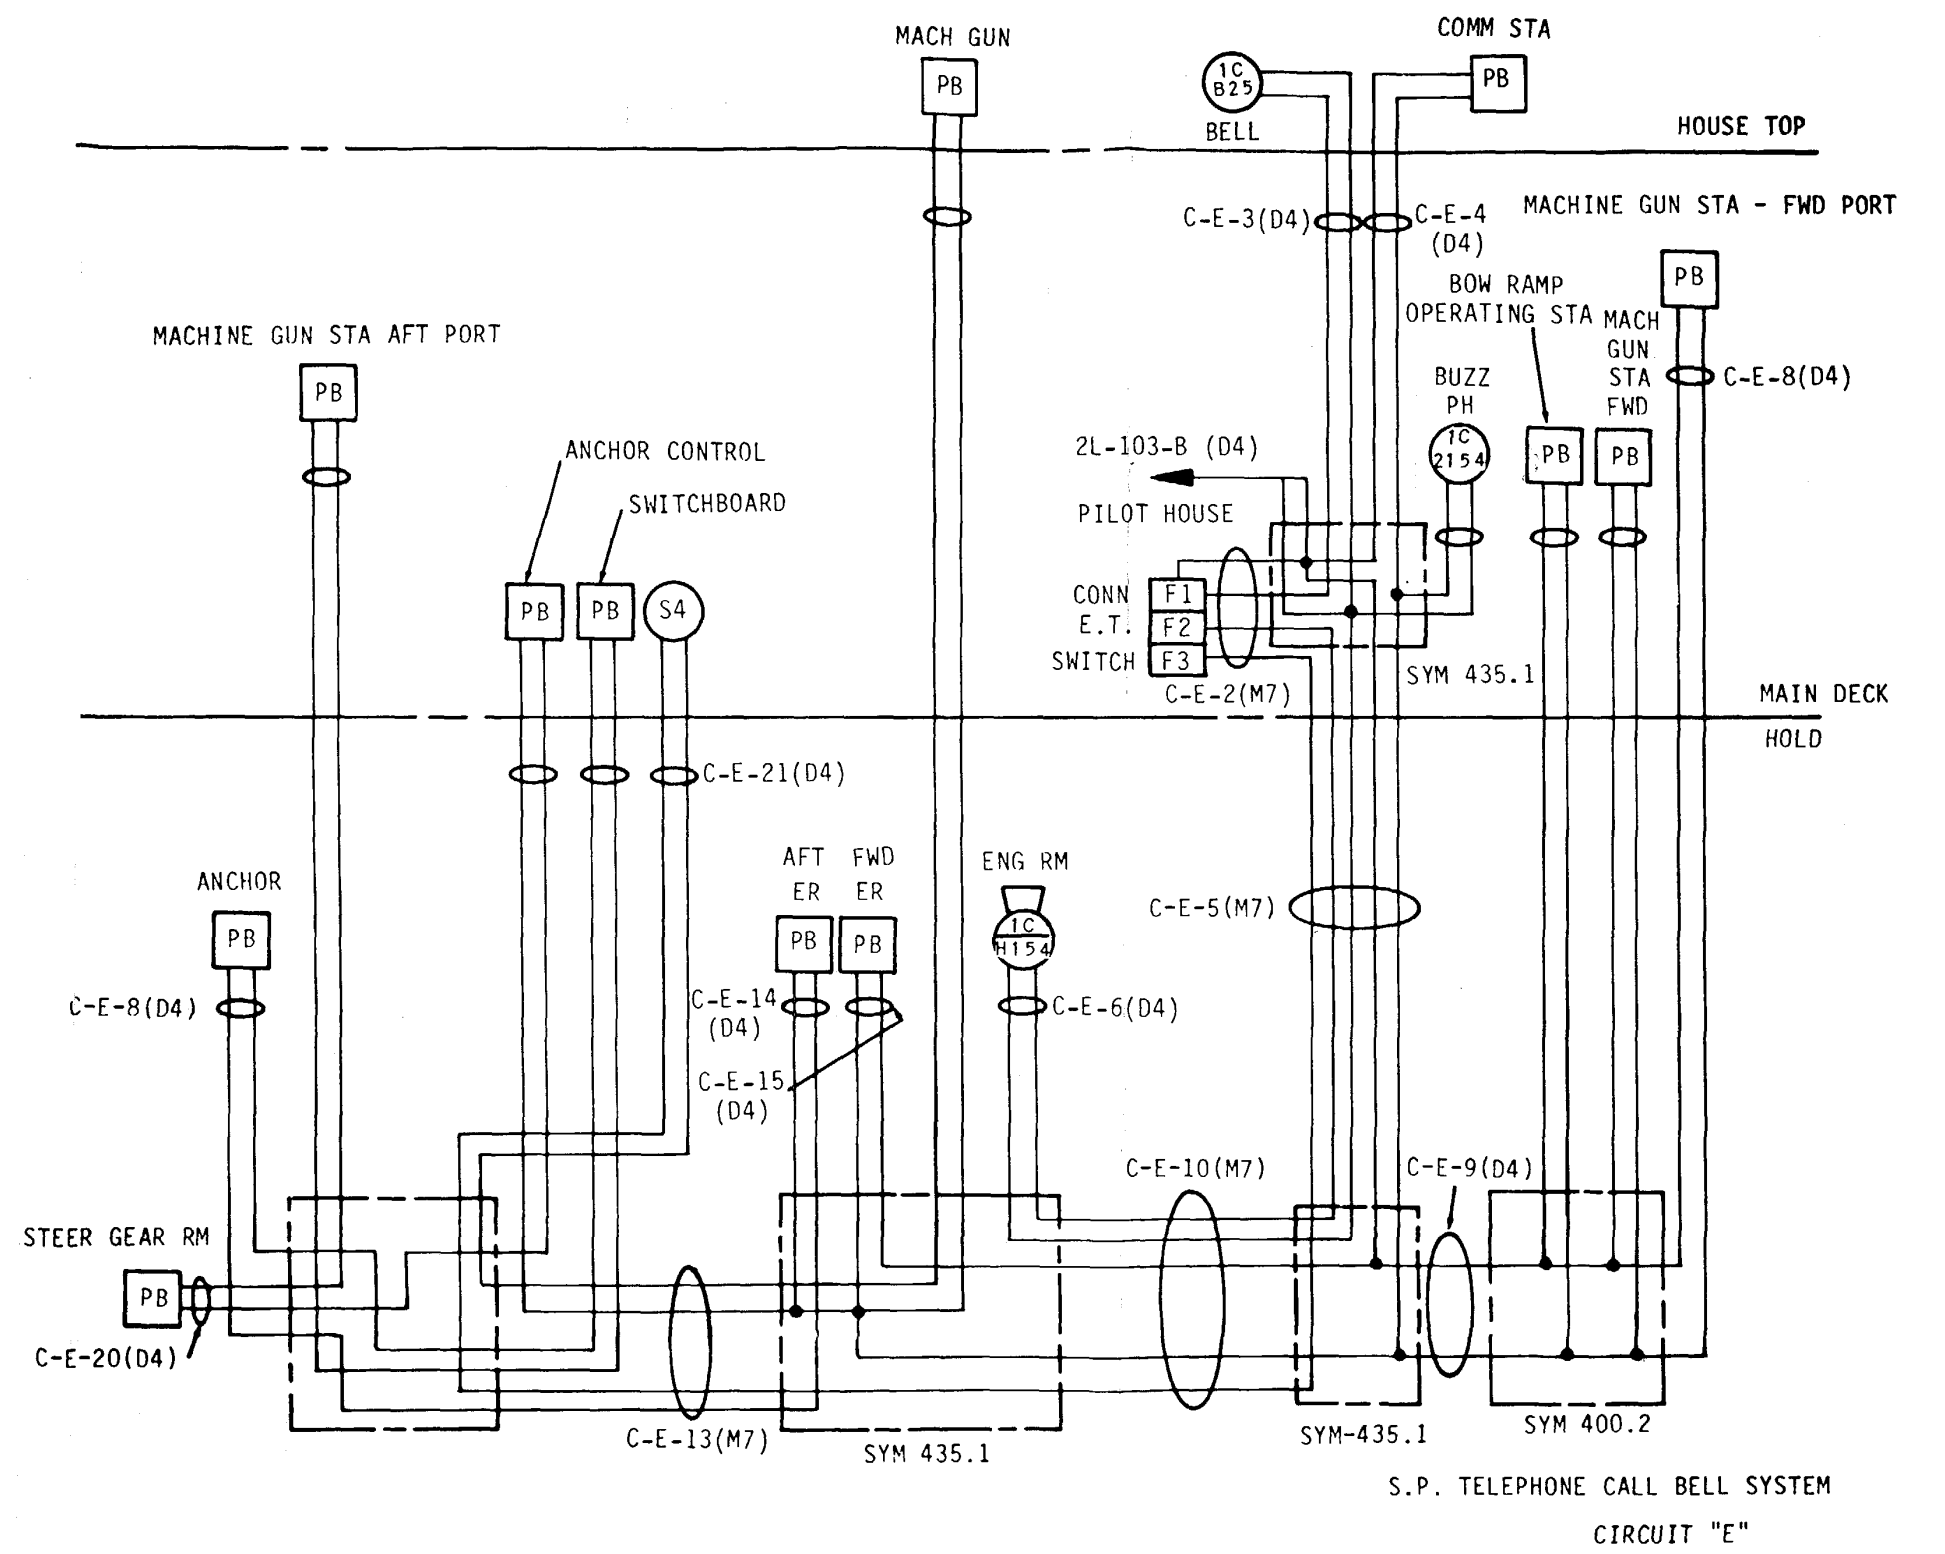 MACH GUN
PB
COMM STA
PB
1C
B25
BELL
HOUSE TOP
C-E-3(D4)
C-E-4
(D4)
MACHINE GUN STA - FWD PORT
PB
C-E-8(D4)
BOW RAMP
OPERATING STA
PB
MACH
GUN
STA
FWD
PB
BUZZ
PH
1C
2154
MACHINE GUN STA AFT PORT
PB
ANCHOR CONTROL
SWITCHBOARD
PB
PB
S4
2L-103-B (D4)
PILOT HOUSE
CONN
E.T.
SWITCH
F1
F2
F3
C-E-2(M7)
SYM 435.1
MAIN DECK
HOLD
C-E-21(D4)
ANCHOR
PB
C-E-8(D4)
AFT
ER
PB
FWD
ER
PB
ENG RM
1C
H154
C-E-14
(D4)
C-E-15
(D4)
C-E-6(D4)
C-E-5(M7)
C-E-10(M7)
C-E-9(D4)
STEER GEAR RM
PB
C-E-20(D4)
C-E-13(M7)
SYM 435.1
SYM-435.1
SYM 400.2
S.P. TELEPHONE CALL BELL SYSTEM
CIRCUIT "E"